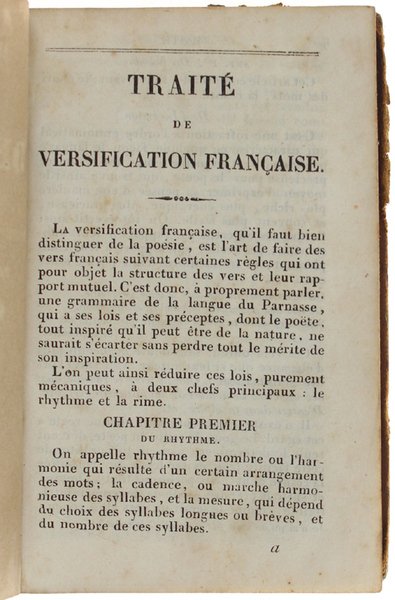 TRAITÉ
DE
VERSIFICATION FRANÇAISE.
LA versification française, qu'il faut bien
distinguer de la poésie, est l'art de faire des
vers français suivant certaines règles qui ont
pour objet la structure des vers et leur rap-
port mutuel. C'est donc, à proprement parler,
une grammaire de la langue du Parnasse,
qui a ses lois et ses préceptes, dont le poëte,
tout inspiré qu'il peut être de la nature, ne
saurait s'écarter sans perdre tout le mérite de
son inspiration.
L'on peut ainsi réduire ces lois, purement
mécaniques, à deux chefs principaux : le
rhythme et la rime.
CHAPITRE PREMIER
DU RHYTHME.
On appelle rhythme le nombre ou l'har-
monie qui résulte d'un certain arrangement
des mots; la cadence, ou marche harmo-
nieuse des syllabes, et la mesure, qui dépend
du choix des syllabes longues ou brêves, et
du nombre de ces syllabes.
a